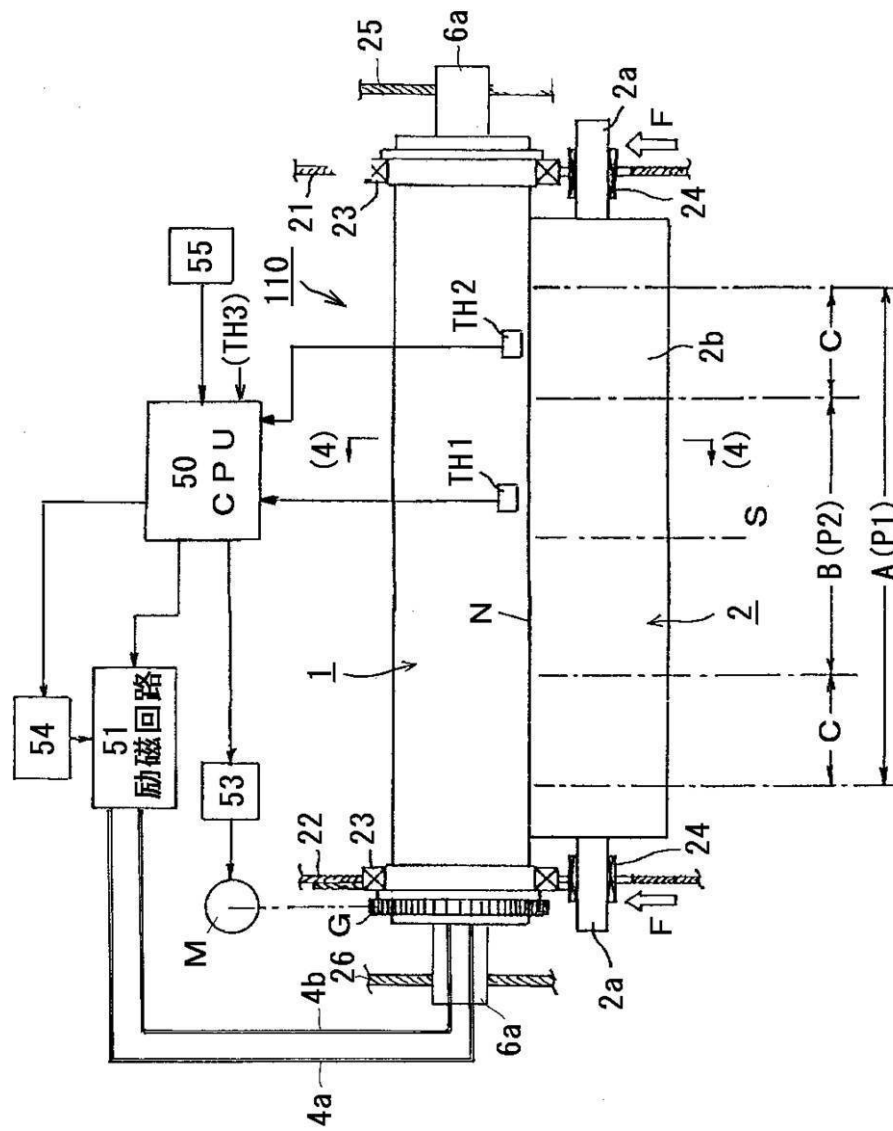 54
51
励磁回路
50
CPU
55
(TH3)
M
53
110
21
4a
4b
22
1
(4)
G
26
23
23
25
TH1
TH2
6a
N
6a
2a
24
2a
24
F
F
2
2b
S
(4)
C
B(P2)
C
A(P1)